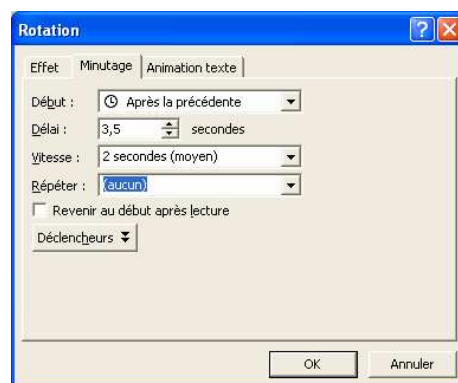 Rotation
Effet Minutage Animation texte
Début : Après la précédente
Délai : 3,5 secondes
Vitesse : 2 secondes (moyen)
Répéter : (aucun)
Revenir au début après lecture
Déclencheurs
OK Annuler